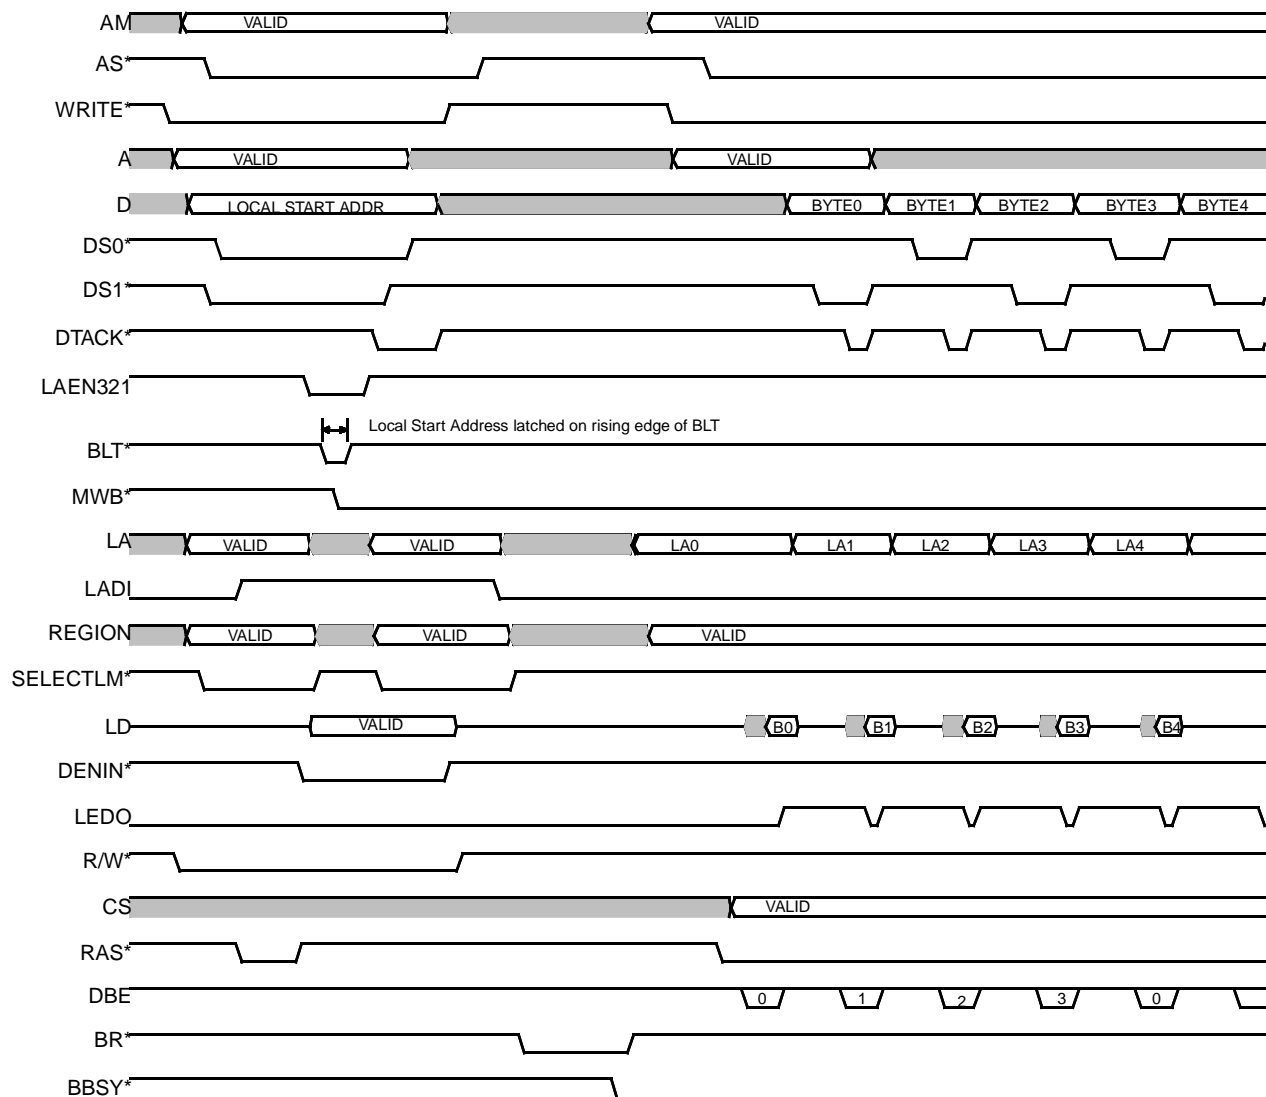 AM VALID VALID
AS*
WRITE*
A VALID VALID
D LOCAL START ADDR BYTE0 BYTE1 BYTE2 BYTE3 BYTE4
DS0*
DS1*
DTACK*
LAEN321
Local Start Address latched on rising edge of BLT
BLT*
MWB*
LA VALID VALID LA0 LA1 LA2 LA3 LA4
LADI
REGION VALID VALID VALID
SELECTLM*
LD VALID B0 B1 B2 B3 B4
DENIN*
LEDO
R/W*
CS VALID
RAS*
DBE 0 1 2 3 0
BR*
BBSY*